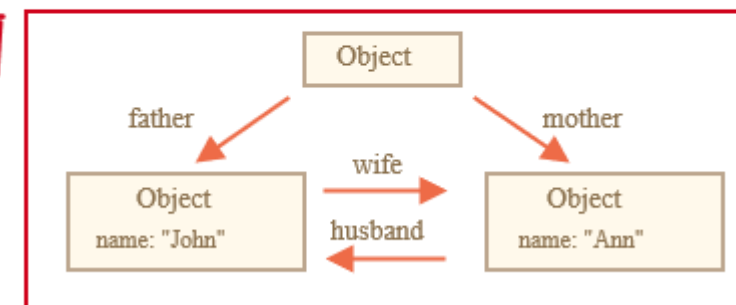 Object
father
mother
wife
Object
name: "John"
husband
Object
name: "Ann"